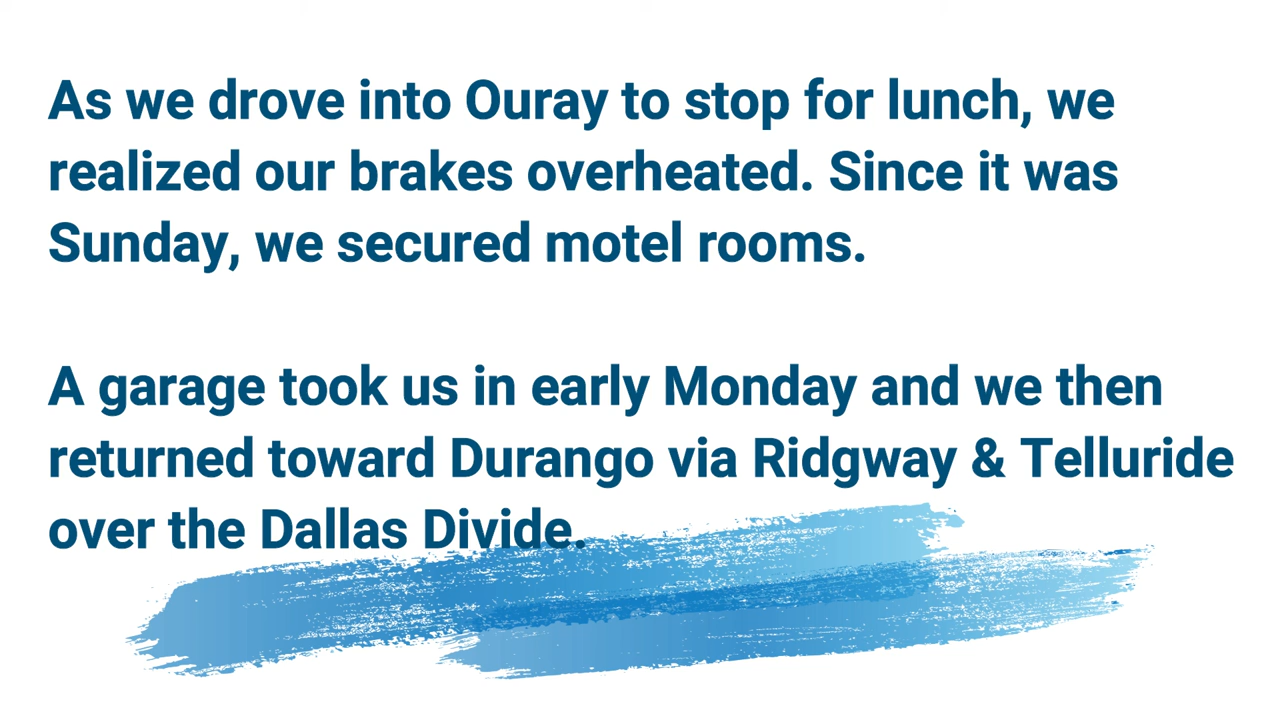 As we drove into Ouray to stop for lunch, we
realized our brakes overheated. Since it was
Sunday, we secured motel rooms.
A garage took us in early Monday and we then
returned toward Durango via Ridgway & Telluride
over the Dallas Divide.